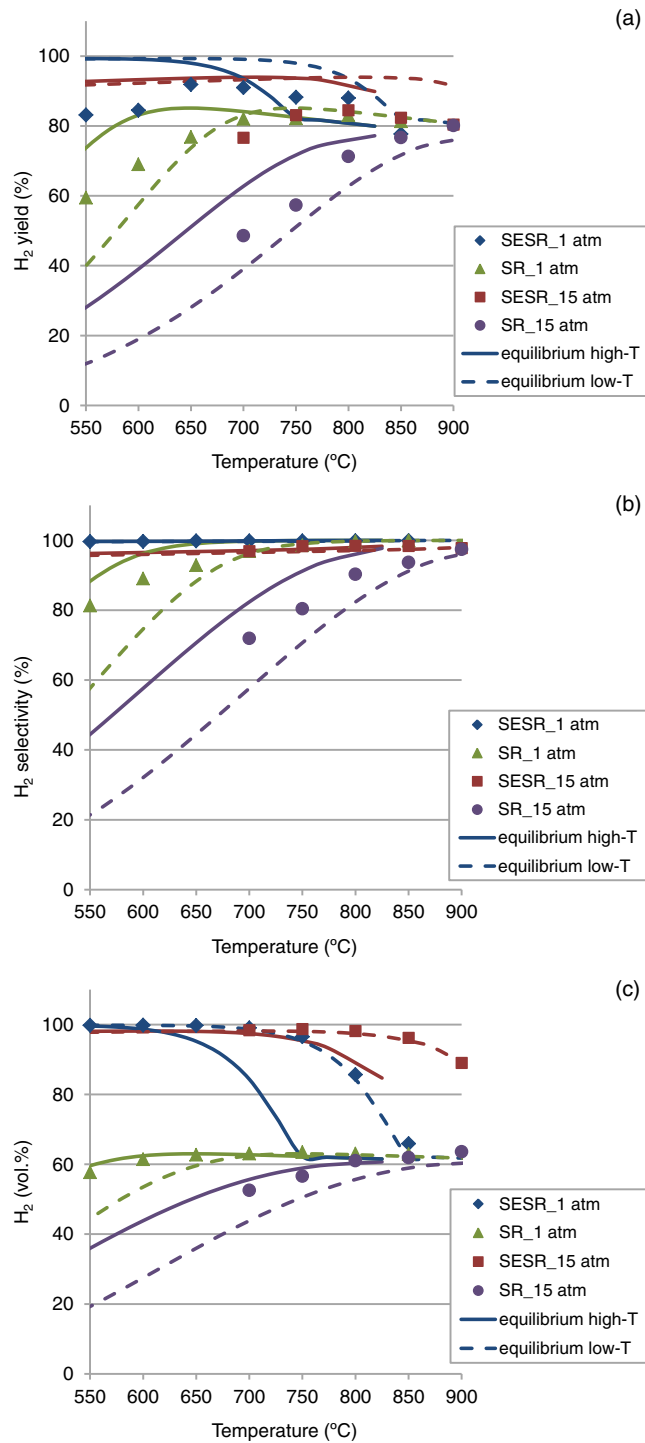 (a)
100
80
60
40
20
0
H₂ yield (%)
550 600 650 700 750 800 850 900
Temperature (ºC)
SESR_1 atm
SR_1 atm
SESR_15 atm
SR_15 atm
equilibrium high-T
equilibrium low-T
(b)
100
80
60
40
20
0
H₂ selectivity (%)
550 600 650 700 750 800 850 900
Temperature (ºC)
SESR_1 atm
SR_1 atm
SESR_15 atm
SR_15 atm
equilibrium high-T
equilibrium low-T
(c)
100
80
60
40
20
0
H₂ (vol.%)
550 600 650 700 750 800 850 900
Temperature (ºC)
SESR_1 atm
SR_1 atm
SESR_15 atm
SR_15 atm
equilibrium high-T
equilibrium low-T